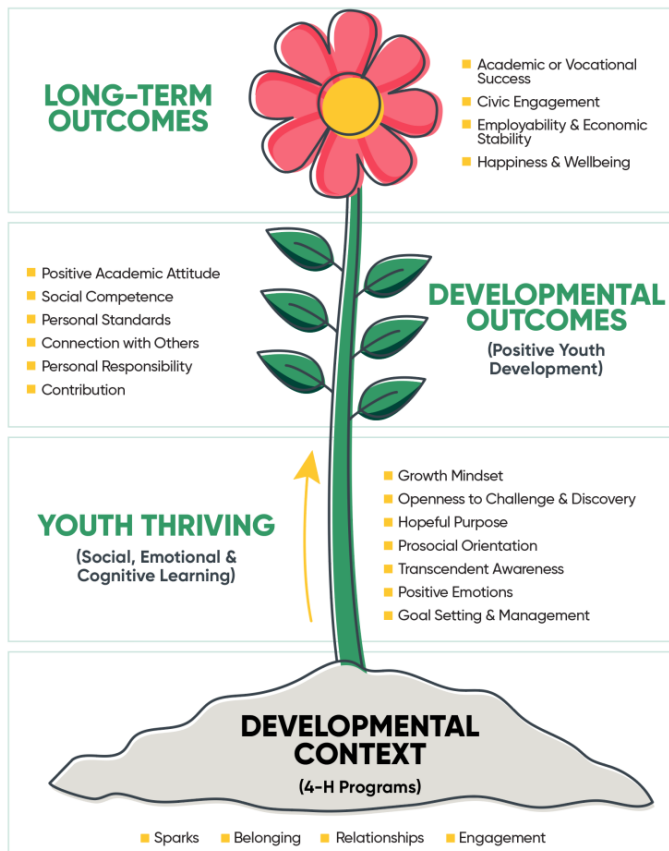 LONG-TERM
OUTCOMES
Academic or Vocational
Success
Civic Engagement
Employability & Economic
Stability
Happiness & Wellbeing
Positive Academic Attitude
Social Competence
Personal Standards
Connection with Others
Personal Responsibility
Contribution
DEVELOPMENTAL
OUTCOMES
(Positive Youth
Development)
YOUTH THRIVING
(Social, Emotional &
Cognitive Learning)
Growth Mindset
Openness to Challenge & Discovery
Hopeful Purpose
Prosocial Orientation
Transcendent Awareness
Positive Emotions
Goal Setting & Management
DEVELOPMENTAL
CONTEXT
(4-H Programs)
Sparks Belonging Relationships Engagement